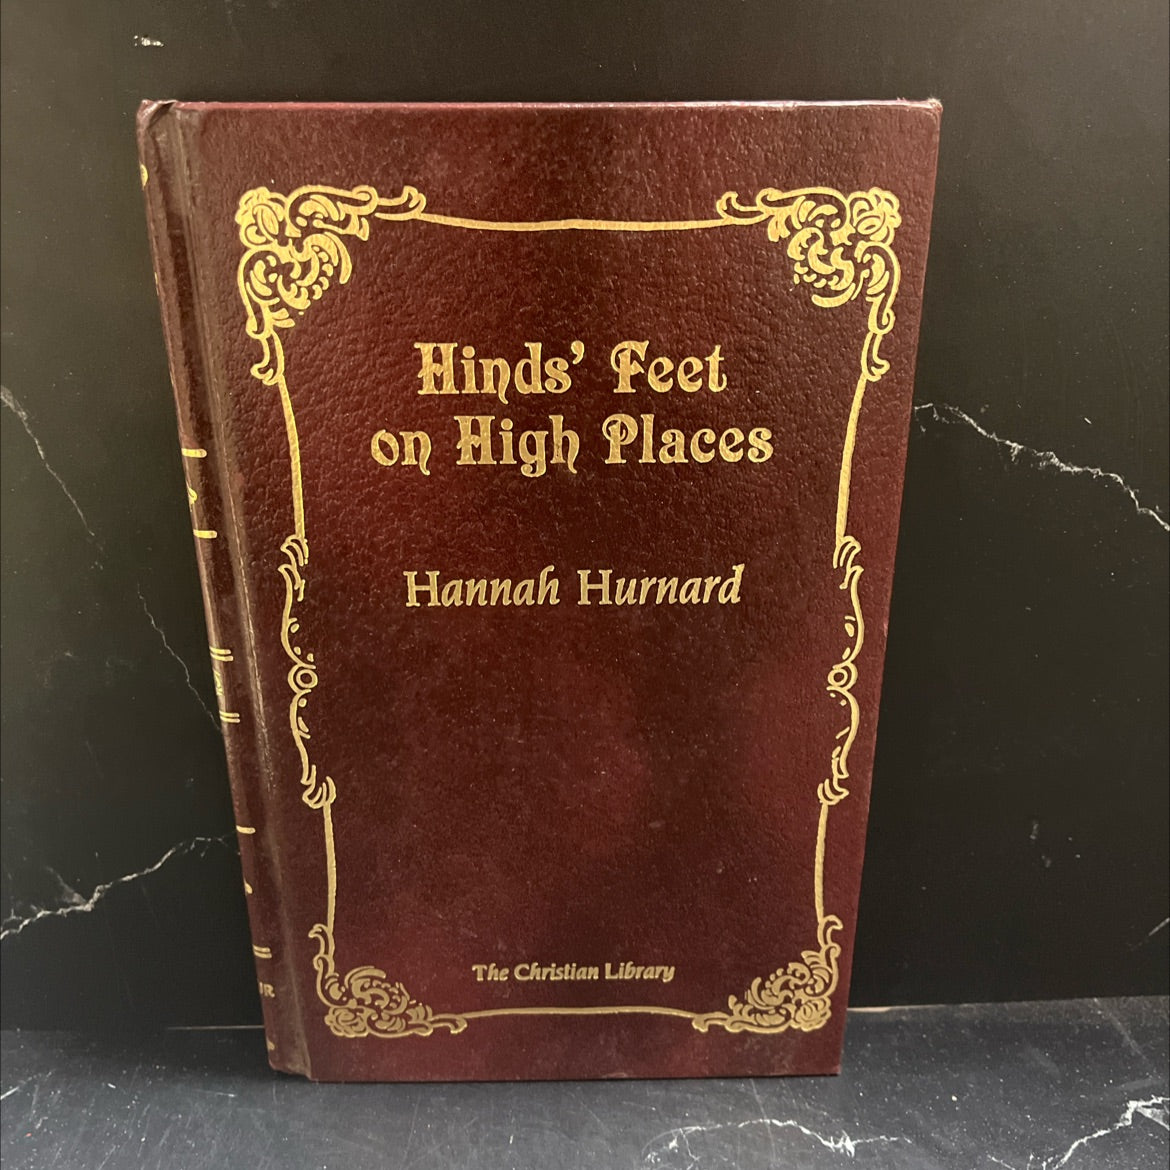 Hinds' Feet
on High Places
Hannah Hurnard
The Christian Library